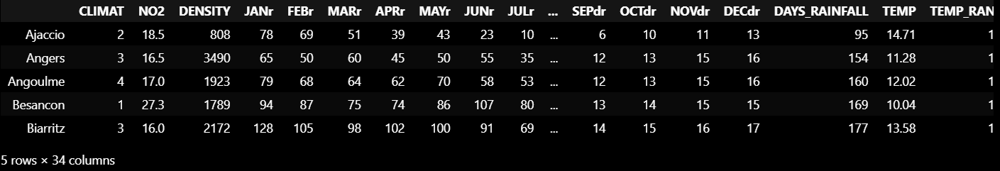 CLIMAT NO2 DENSITY JANr FEBr MARr APRr MAYr JUNr JULr ... SEPdr OCTdr NOVdr DECdr DAYS_RAINFALL TEMP TEMP_RAN
Ajaccio 2 18.5 808 78 69 51 39 43 23 10 ... 6 10 11 13 95 14.71 1
Angers 3 16.5 3490 65 50 60 45 50 55 35 ... 12 13 15 16 154 11.28 1
Angoulme 4 17.0 1923 79 68 64 62 70 58 53 ... 12 13 15 16 160 12.02 1
Besancon 1 27.3 1789 94 87 75 74 86 107 80 ... 13 14 15 15 169 10.04 1
Biarritz 3 16.0 2172 128 105 98 102 100 91 69 ... 14 15 16 17 177 13.58 1
5 rows × 34 columns